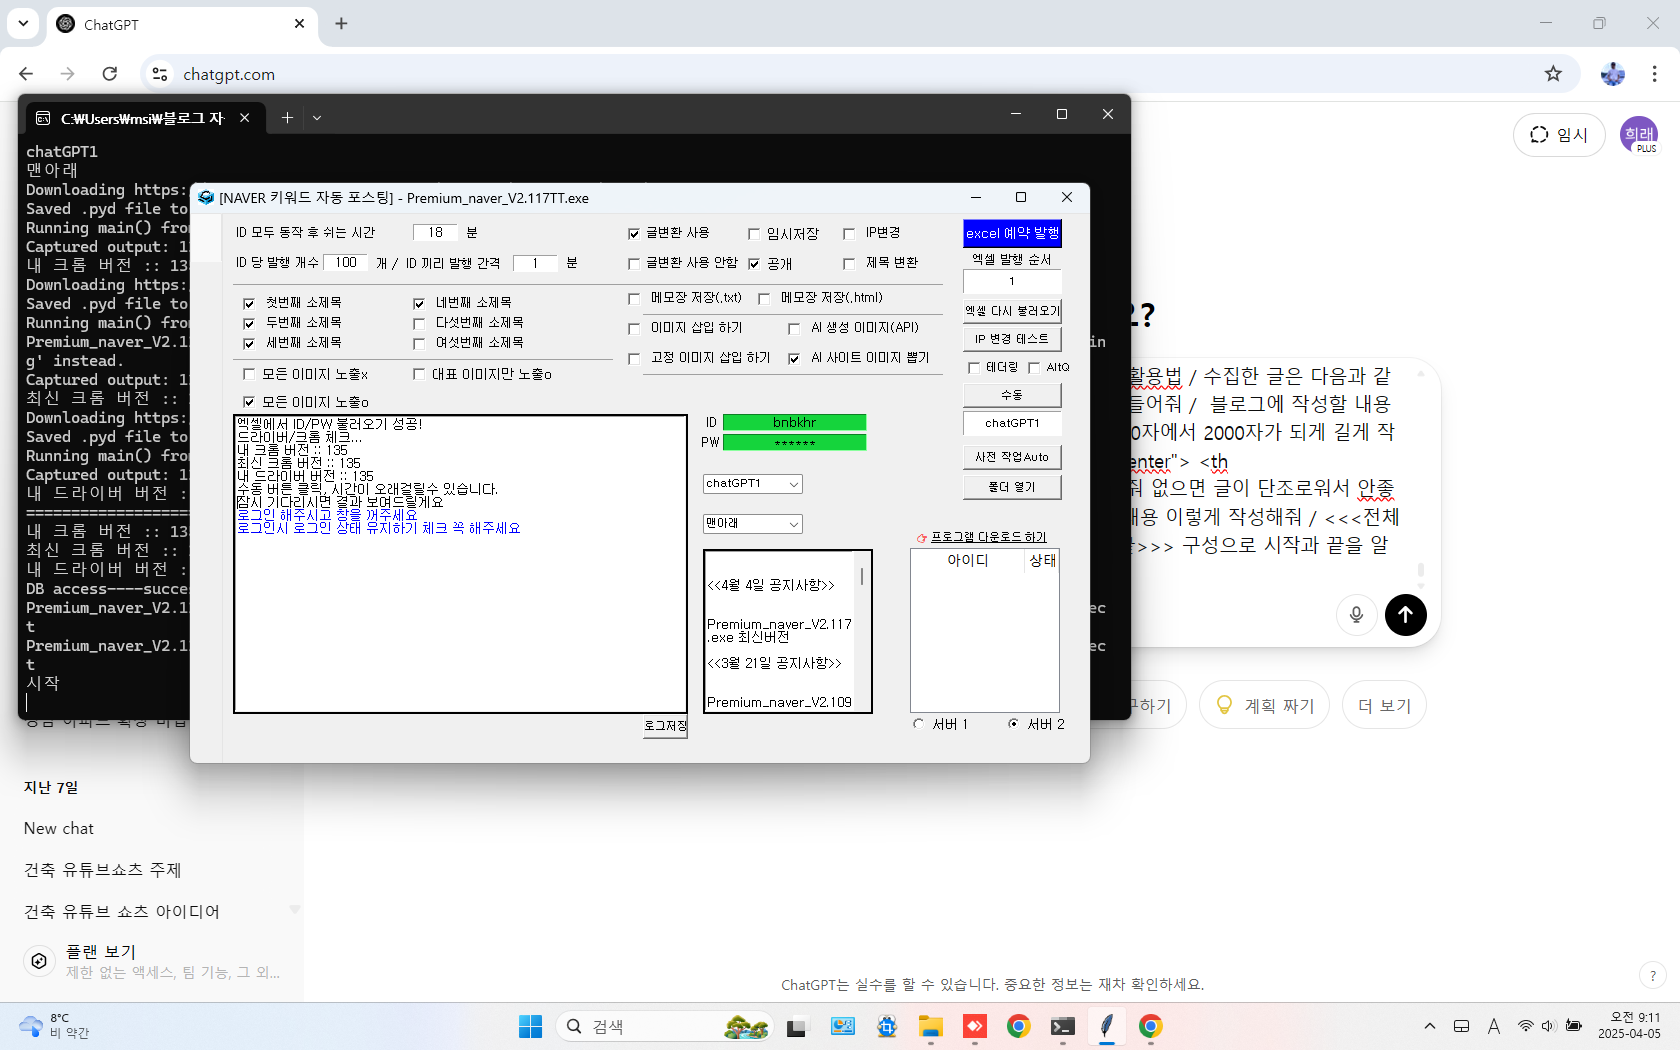 ChatGPT
chatgpt.com
C:₩Users₩msi₩블로그 자
임시
희래
PLUS
chatGPT1
맨아래
Downloading https:
Saved .pyd file to
Running main() fro
Captured output: 1
내 크롬 버전 :: 13
Downloading https:
Saved .pyd file to
Running main() fro
Premium_naver_V2.1
g' instead.
Captured output: 1
최신 크롬 버전 ::
Downloading https:
Saved .pyd file to
Running main() fro
Captured output: 1
내 드라이버 버전 :
내 크롬 버전 :: 13
최신 크롬 버전 ::
내 드라이버 버전 :
DB access----succe
Premium_naver_V2.1
t
Premium_naver_V2.1
t
시작
in
ec
ec
[NAVER 키워드 자동 포스팅] - Premium_naver_V2.117TT.exe
ID 모두 동작 후 쉬는 시간 18 분
ID 당 발행 개수 100 개 / ID 끼리 발행 간격 1 분
글변환 사용 임시저장 IP변경
글변환 사용 안함 공개 제목 변환
첫번째 소제목 네번째 소제목
두번째 소제목 다섯번째 소제목
세번째 소제목 여섯번째 소제목
모든 이미지 노출x 대표 이미지만 노출o
모든 이미지 노출o
메모장 저장(.txt) 메모장 저장(.html)
이미지 삽입 하기 AI 생성 이미지(API)
고정 이미지 삽입 하기 AI 사이트 이미지 뽑기
excel 예약 발행
엑셀 발행 순서
1
엑셀 다시 불러오기
IP 변경 테스트
테더링 AltQ
수동
chatGPT1
사전 작업Auto
폴더 열기
엑셀에서 ID/PW 불러오기 성공!
드라이버/크롬 체크...
내 크롬 버전 :: 135
최신 크롬 버전 :: 135
내 드라이버 버전 :: 135
수동 버튼 클릭, 시간이 오래걸릴수 있습니다.
잠시 기다리시면 결과 보여드릴게요
로그인 해주시고 창을 꺼주세요
로그인시 로그인 상태 유지하기 체크 꼭 해주세요
로그저장
ID bnbkhr
PW ******
chatGPT1
맨아래
<<4월 4일 공지사항>>
Premium_naver_V2.117
.exe 최신버전
<<3월 21일 공지사항>>
Premium_naver_V2.109
프로그램 다운로드 하기
아이디 상태
서버 1 서버 2
?
활용법 / 수집한 글은 다음과 같
들어줘 / 블로그에 작성할 내용
0자에서 2000자가 되게 길게 작
enter"> <th
줘 없으면 글이 단조로워서 안좋
내용 이렇게 작성해줘 / <<<전체
>>> 구성으로 시작과 끝을 알
구하기
계획 짜기
더 보기
지난 7일
New chat
건축 유튜브쇼츠 주제
건축 유튜브 쇼츠 아이디어
플랜 보기
제한 없는 액세스, 팀 기능, 그 외...
ChatGPT는 실수를 할 수 있습니다. 중요한 정보는 재차 확인하세요.
?
8°C
비 약간
검색
A
오전 9:11
2025-04-05